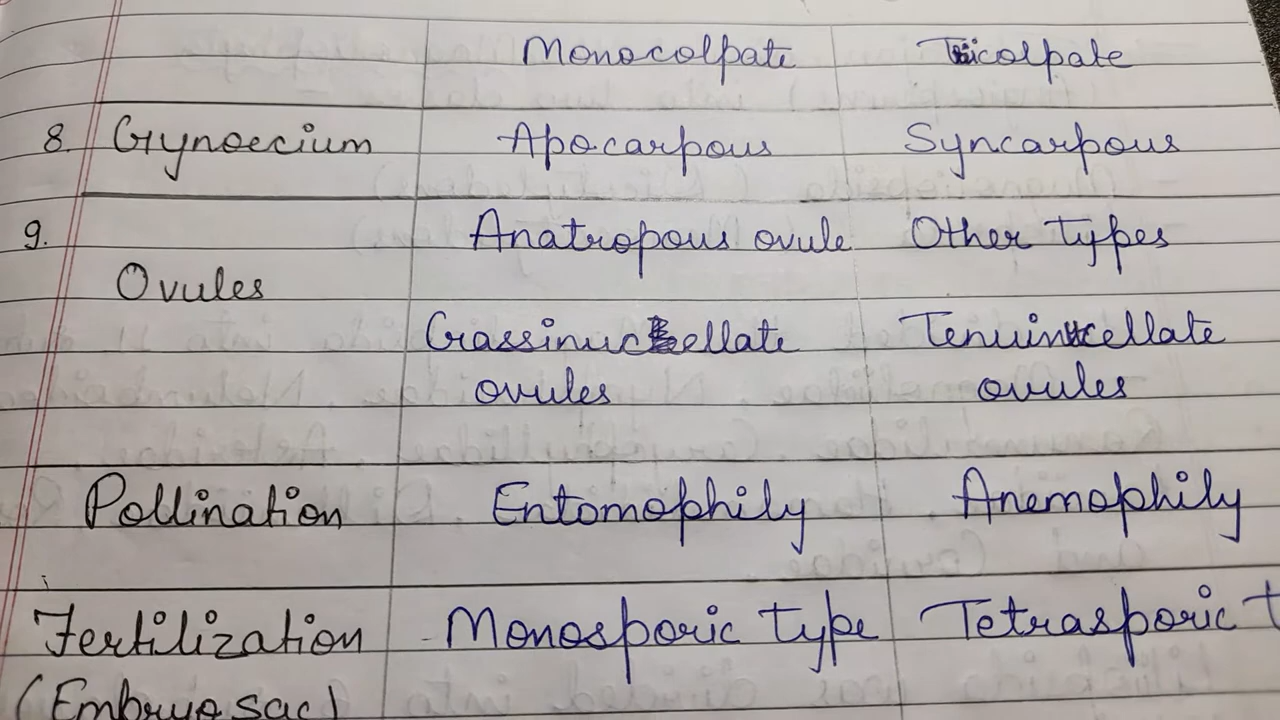 Monocolpate Tricolpate
8. Gynoecium Apocarpous Syncarpous
9. Anatropous ovule Other types
Ovules
Crassinucellate Tenuinucellate
ovules ovules
Pollination Entomophily Anemophily
Fertilization Monosporic type Tetrasporic t
(Embryo sac)